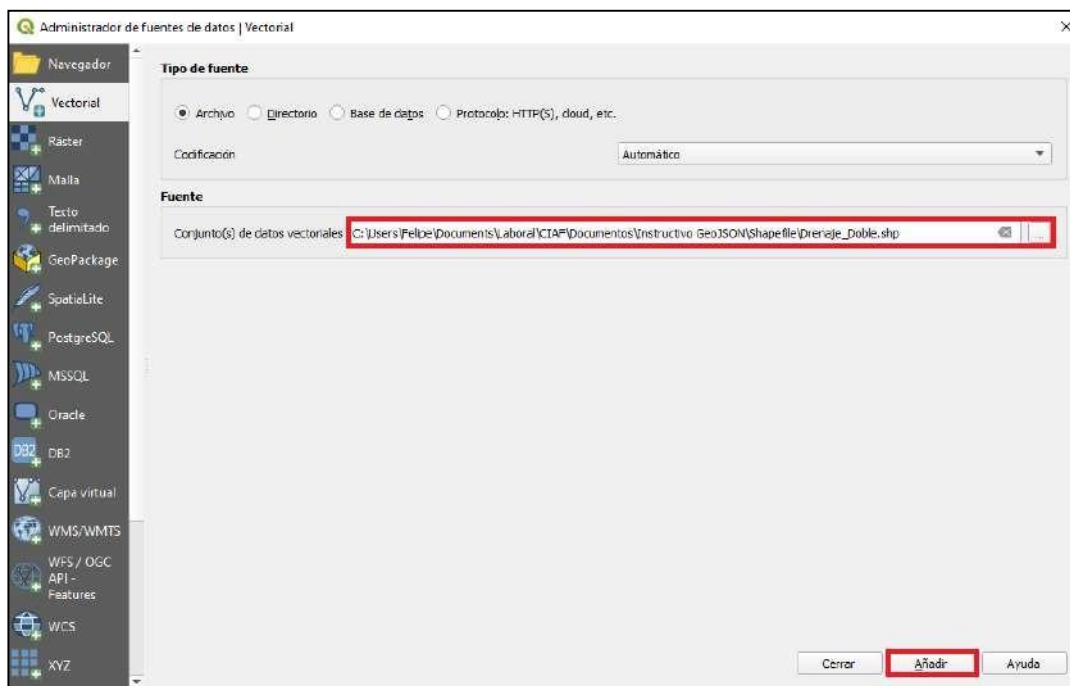 Administrador de fuentes de datos | Vectorial
Navegador
Vectorial
Ráster
Malla
Texto
delimitado
GeoPackage
SpatiaLite
PostgreSQL
MSSQL
Oracle
DB2
DB2
Capa virtual
WMS/WMTS
WFS / OGC
API -
Features
WCS
XYZ
Tipo de fuente
Archivo Directorio Base de datos Protocolo: HTTP(S), cloud, etc.
Codificación Automático
Fuente
Conjunto(s) de datos vectoriales C:\Users\Felipe\Documents\Laboral\CIAF\Documentos\Instructivo GeoJSON\Shapefile\Drenaje_Doble.shp ...
Cerrar Añadir Ayuda